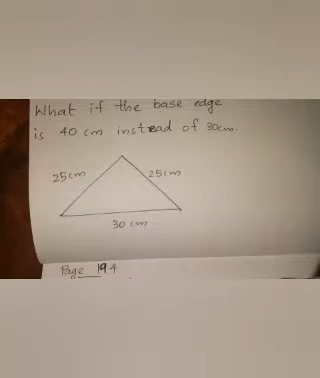 What if the base edge
is 40 cm instead of 30cm.
25cm 25cm
30 cm
Page 194